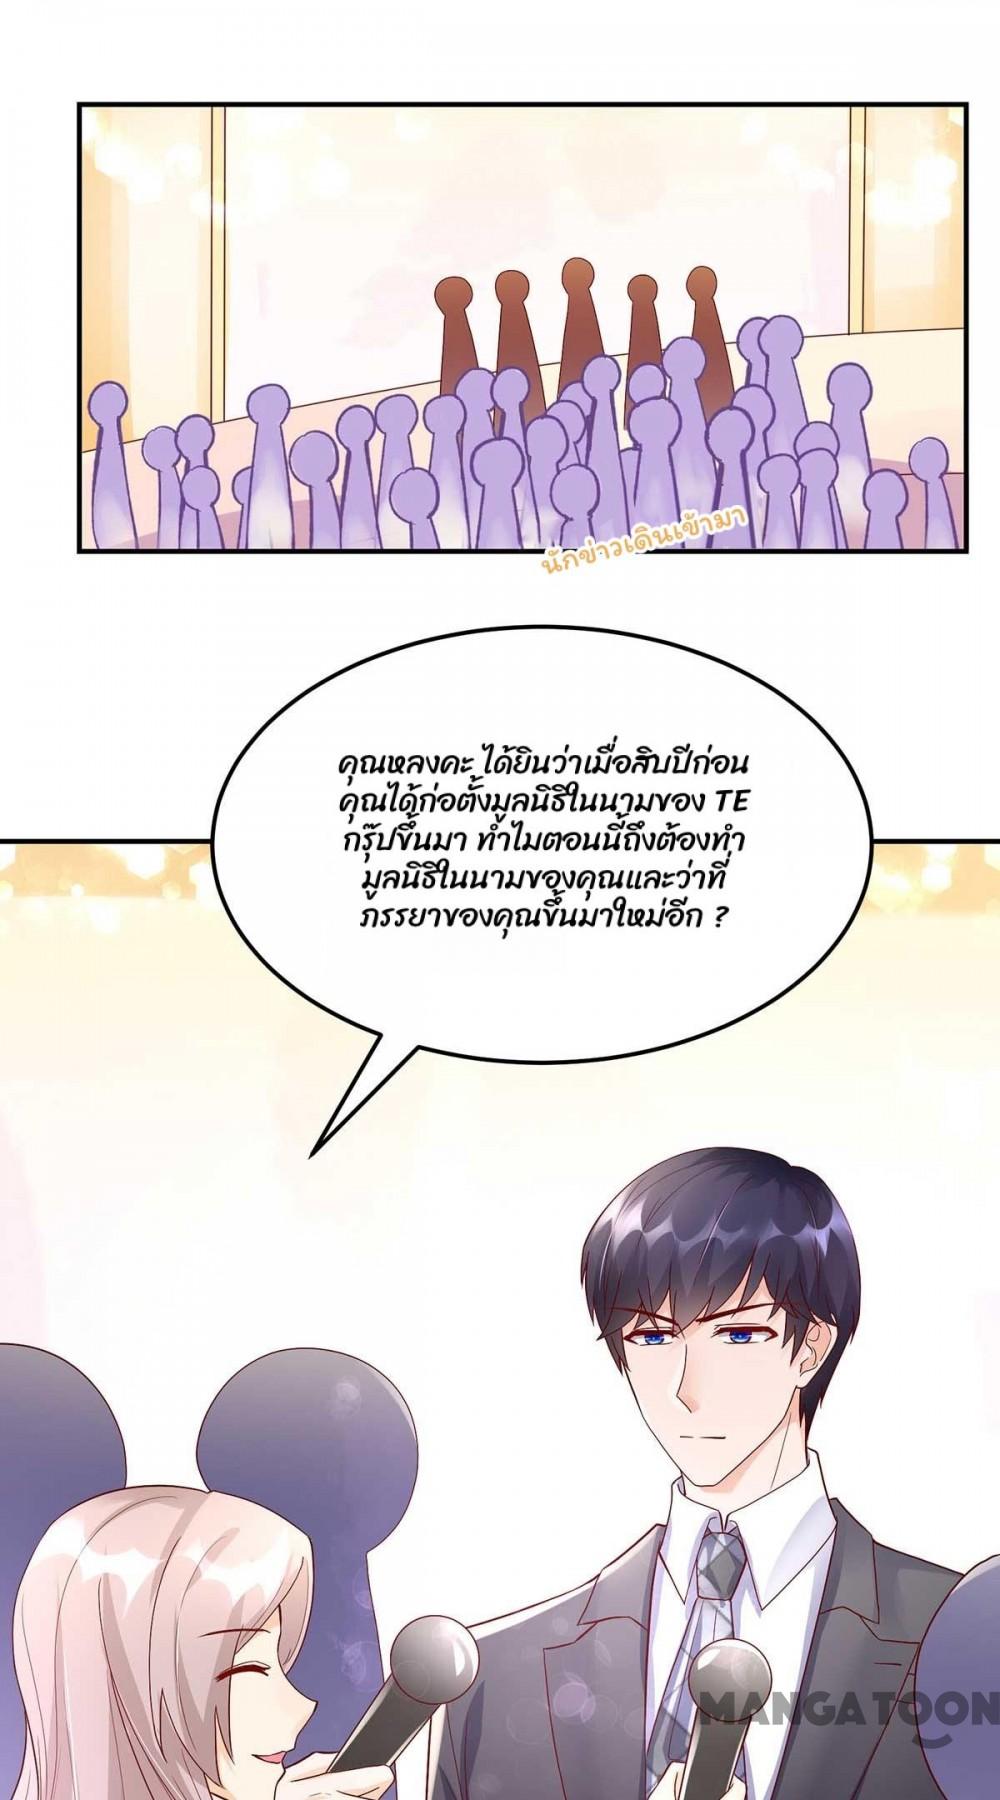 นักข่าวเดินเข้ามา
คุณหลงคะ ได้ยินว่าเมื่อสิบปีก่อน
คุณได้ก่อตั้งมูลนิธิในนามของ TE
กรุ๊ปขึ้นมา ทำไมตอนนี้ถึงต้องทำ
มูลนิธิในนามของคุณและว่าที่
ภรรยาของคุณขึ้นมาใหม่อีก ?
MANGATOON